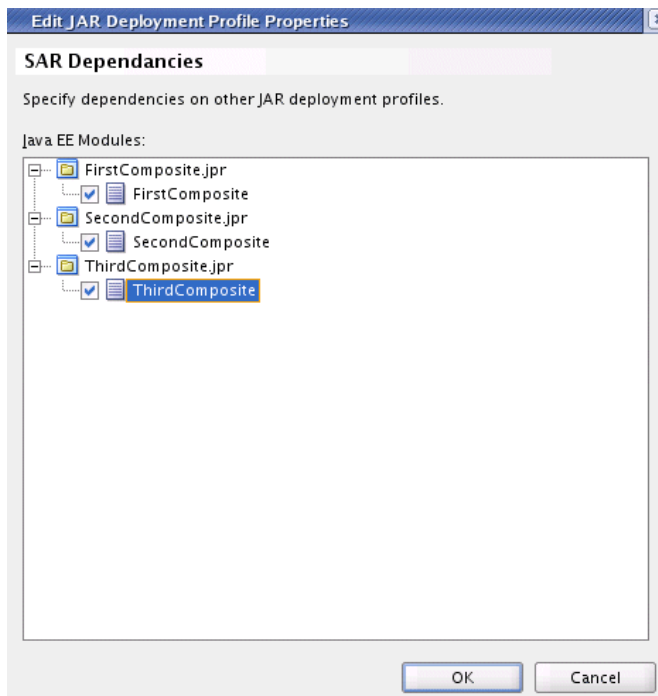 Edit JAR Deployment Profile Properties
SAR Dependancies
Specify dependencies on other JAR deployment profiles.
Java EE Modules:
FirstComposite.jpr
FirstComposite
SecondComposite.jpr
SecondComposite
ThirdComposite.jpr
ThirdComposite
OK Cancel